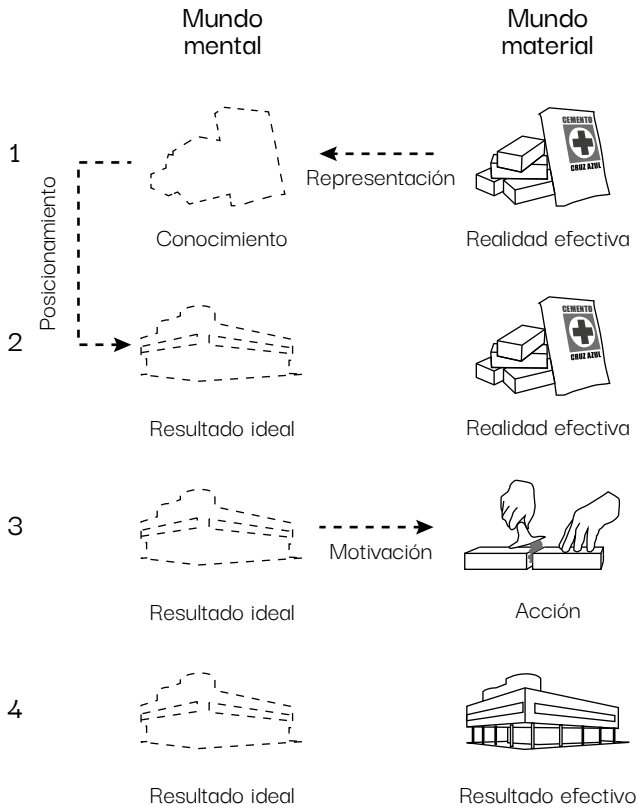 Mundo
mental
Mundo
material
1
Posicionamiento
Representación
CEMENTO
CRUZ AZUL
Conocimiento
Realidad efectiva
2
CEMENTO
CRUZ AZUL
Resultado ideal
Realidad efectiva
3
Motivación
Resultado ideal
Acción
4
Resultado ideal
Resultado efectivo